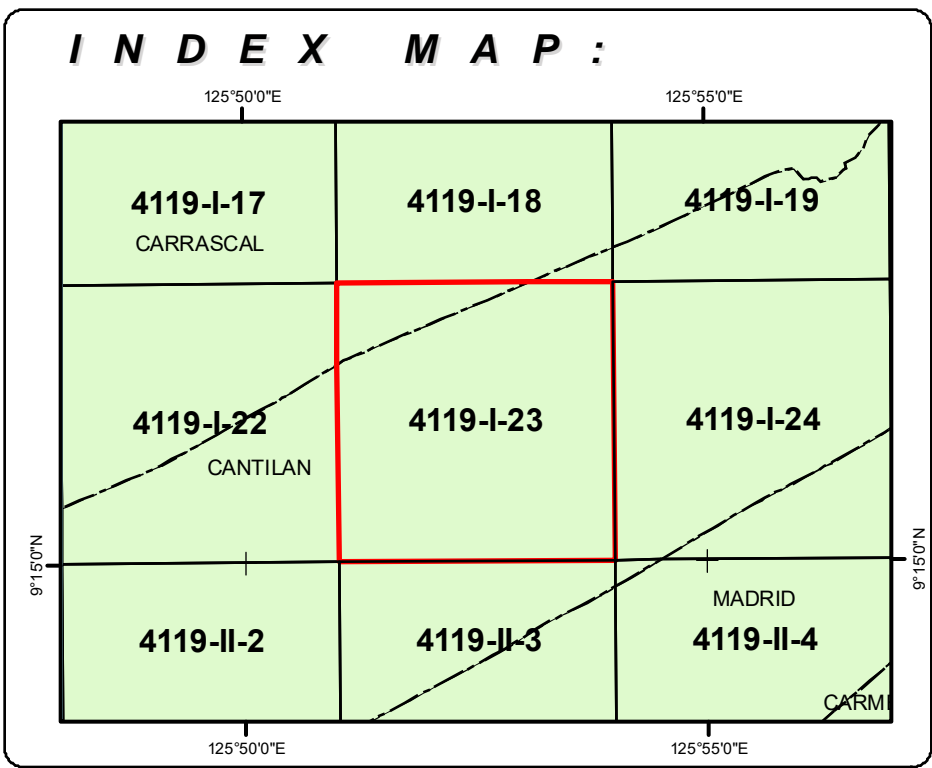 INDEX MAP:
125°50'0"E 125°55'0"E
4119-I-17 4119-I-18 4119-I-19
CARRASCAL
4119-I-22 4119-I-23 4119-I-24
CANTILAN
9°15'0"N 9°15'0"N
MADRID
4119-II-2 4119-II-3 4119-II-4
CARMI
125°50'0"E 125°55'0"E